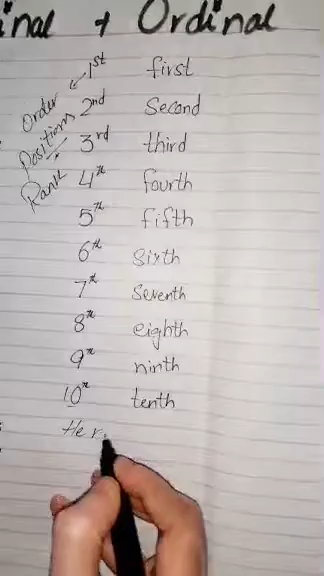 inal + Ordinal
1st first
Order
2nd Second
Positions
3rd third
Rank
4th fourth
5th fifth
6th Sixth
7th Seventh
8th eighth
9th ninth
10th tenth
Her